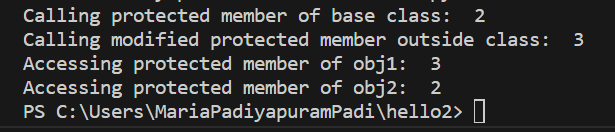 Calling protected member of base class:  2
Calling modified protected member outside class:  3
Accessing protected member of obj1:  3
Accessing protected member of obj2:  2
PS C:\Users\MariaPadiyapuramPadi\hello2>